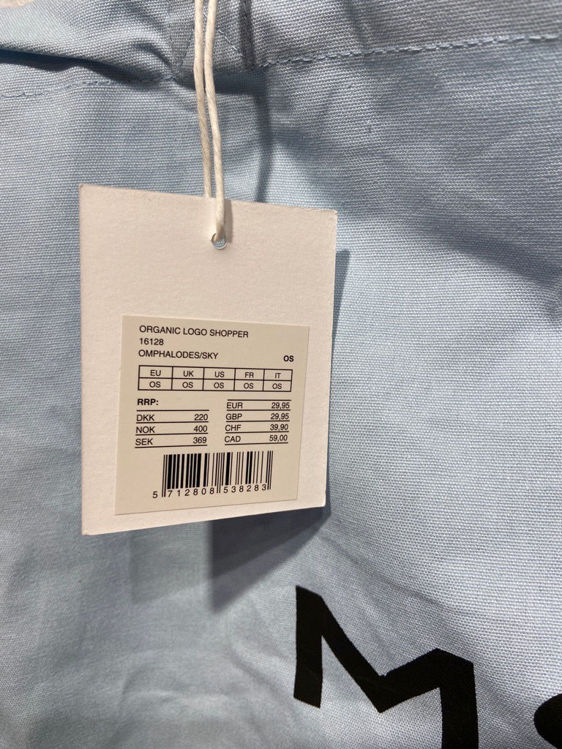 ORGANIC LOGO SHOPPER
16128
OMPHALODES/SKY OS
EU UK US FR IT
OS OS OS OS OS
RRP: EUR 29,95
DKK 220 GBP 29,95
NOK 400 CHF 39,90
SEK 369 CAD 59,00
5 712808 538283
M